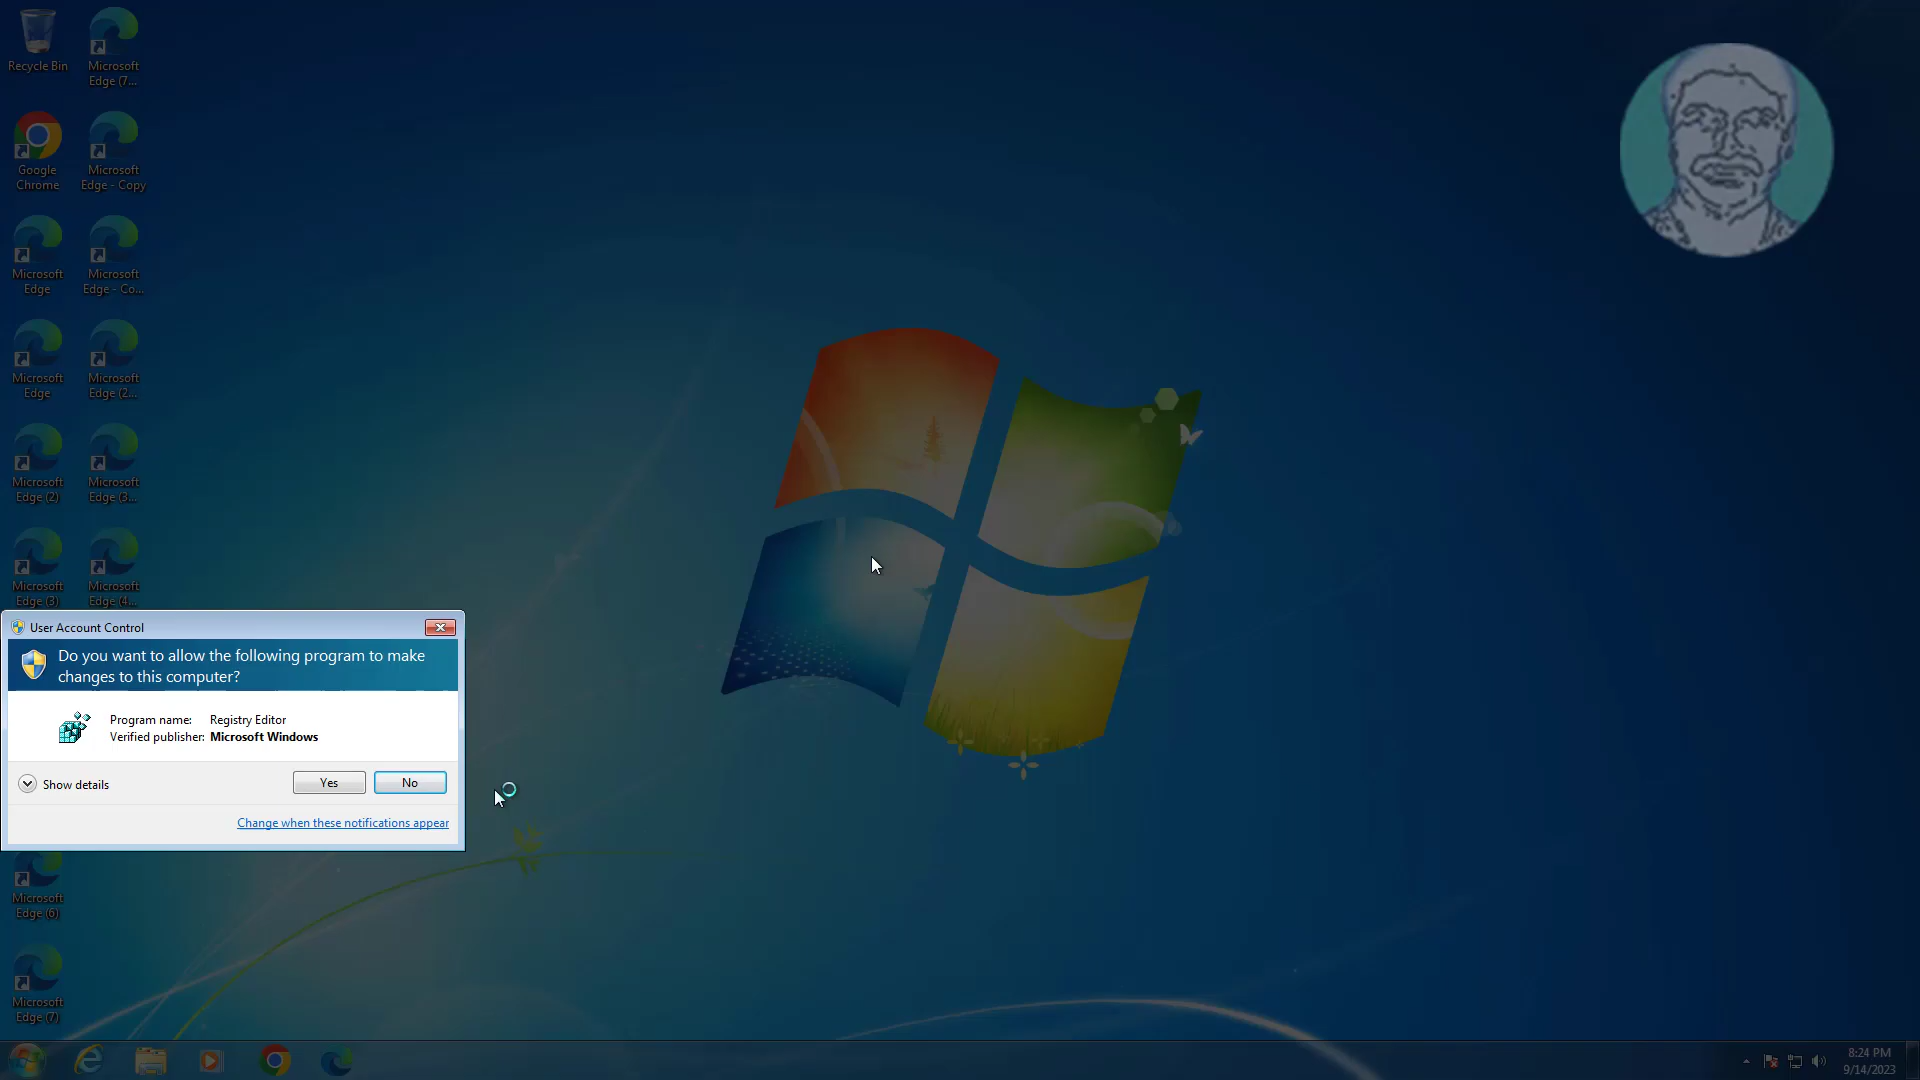 Recycle Bin
Microsoft
Edge (7...
Google
Chrome
Microsoft
Edge - Copy
Microsoft
Edge
Microsoft
Edge - Co...
Microsoft
Edge
Microsoft
Edge (2...
Microsoft
Edge (2)
Microsoft
Edge (3...
Microsoft
Edge (3)
Microsoft
Edge (4...
User Account Control
Do you want to allow the following program to make
changes to this computer?
Program name: Registry Editor
Verified publisher: Microsoft Windows
Show details
Yes
No
Change when these notifications appear
Microsoft
Edge (6)
Microsoft
Edge (7)
8:24 PM
9/14/2023